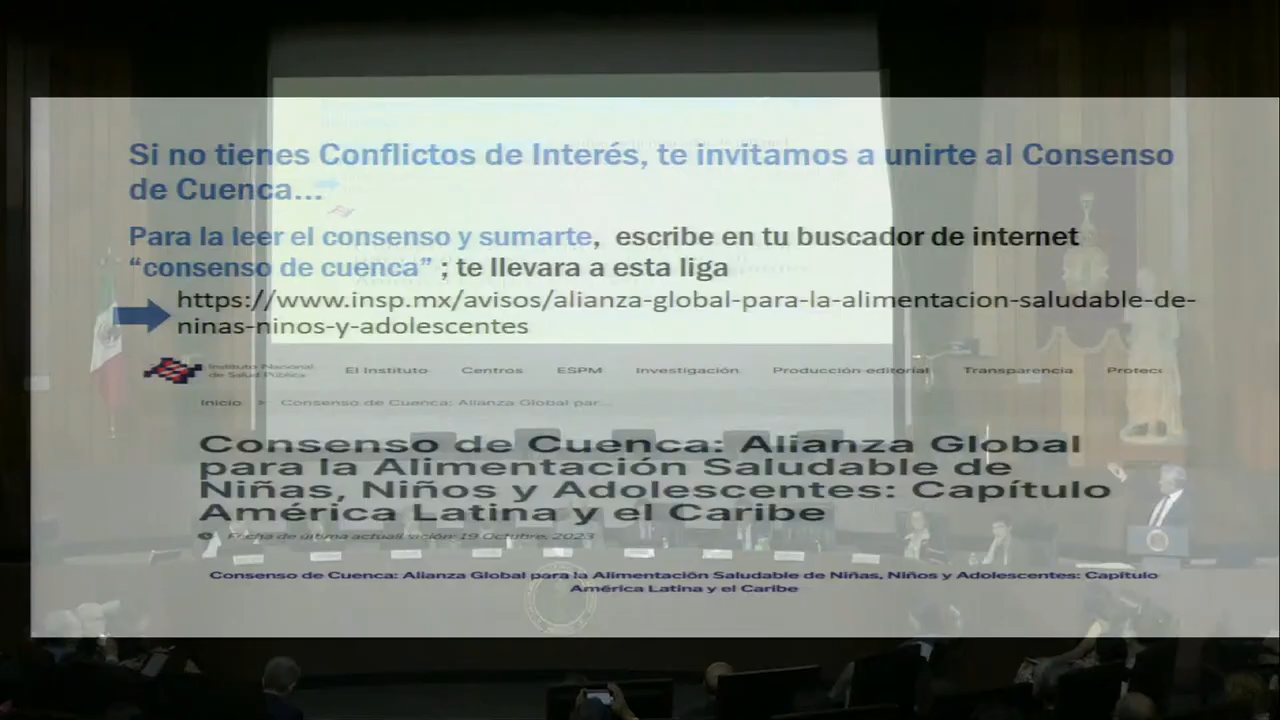 Si no tienes Conflictos de Interés, te invitamos a unirte al Consenso
de Cuenca...
Para la leer el consenso y sumarte, escribe en tu buscador de internet
“consenso de cuenca” ; te llevara a esta liga
https://www.insp.mx/avisos/alianza-global-para-la-alimentacion-saludable-de-
ninas-ninos-y-adolescentes
Instituto Nacional
de Salud Pública
El Instituto Centros ESPM Investigación Producción editorial Transparencia Protecc
Inicio > Consenso de Cuenca: Alianza Global par...
Consenso de Cuenca: Alianza Global
para la Alimentación Saludable de
Niñas, Niños y Adolescentes: Capítulo
América Latina y el Caribe
Fecha de última actualización: 19 Octubre, 2023
Consenso de Cuenca: Alianza Global para la Alimentación Saludable de Niñas, Niños y Adolescentes: Capítulo
América Latina y el Caribe